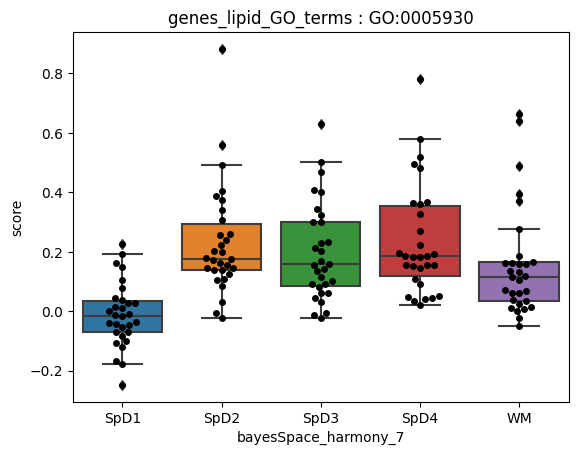 genes_lipid_GO_terms : GO:0005930
score
0.8
0.6
0.4
0.2
0.0
−0.2
SpD1 SpD2 SpD3 SpD4 WM
bayesSpace_harmony_7